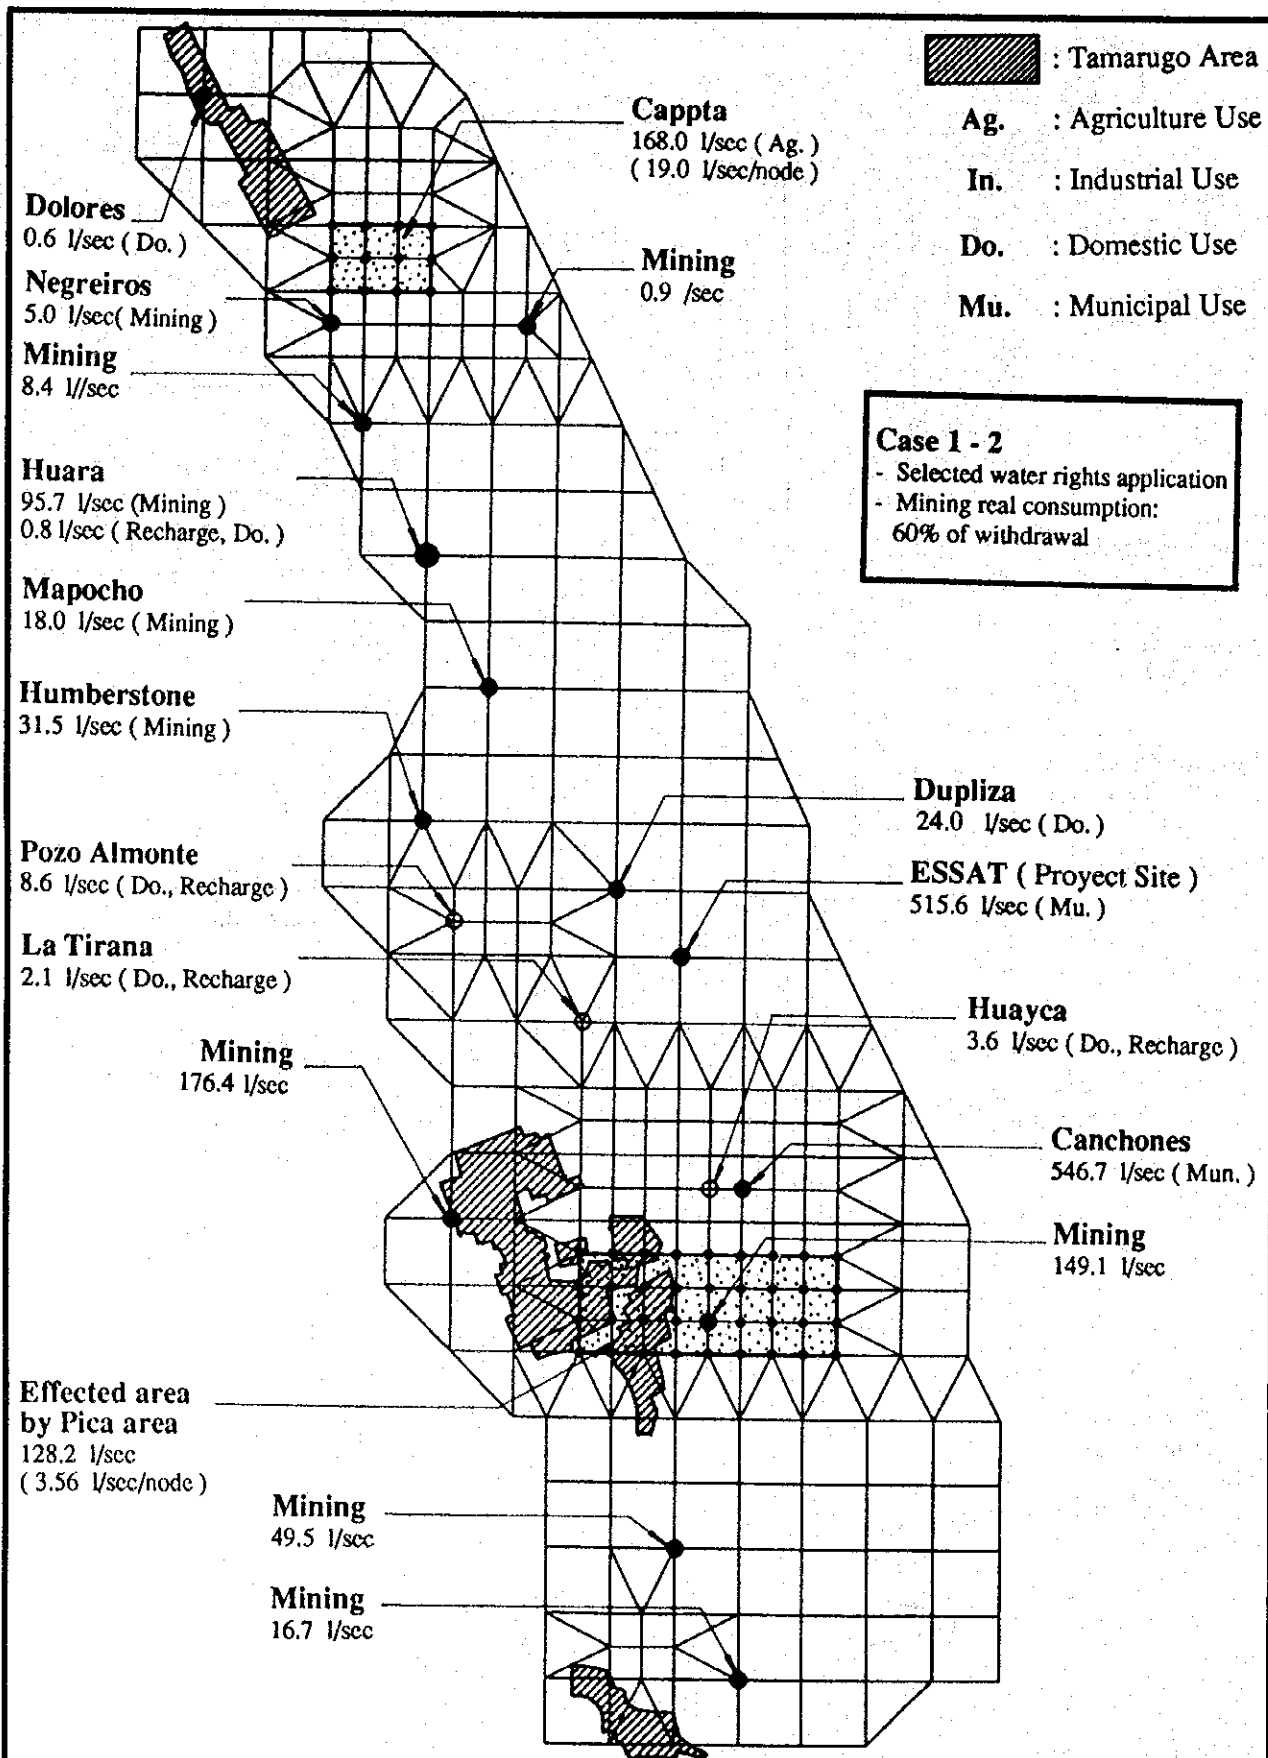 : Tamarugo Area
Ag. : Agriculture Use
In. : Industrial Use
Do. : Domestic Use
Mu. : Municipal Use
Case 1 - 2
- Selected water rights application
- Mining real consumption:
60% of withdrawal
Cappta
168.0 l/sec ( Ag. )
( 19.0 l/sec/node )
Dolores
0.6 l/sec ( Do. )
Mining
0.9 /sec
Negreiros
5.0 l/sec( Mining )
Mining
8.4 l//sec
Huara
95.7 l/sec (Mining )
0.8 l/sec ( Recharge, Do. )
Mapocho
18.0 l/sec ( Mining )
Humberstone
31.5 l/sec ( Mining )
Dupliza
24.0 l/sec ( Do. )
Pozo Almonte
8.6 l/sec ( Do., Recharge )
ESSAT ( Proyect Site )
515.6 l/sec ( Mu. )
La Tirana
2.1 l/sec ( Do., Recharge )
Huayca
3.6 l/sec ( Do., Recharge )
Mining
176.4 l/sec
Canchones
546.7 l/sec ( Mun. )
Mining
149.1 l/sec
Effected area
by Pica area
128.2 l/sec
( 3.56 l/sec/node )
Mining
49.5 l/sec
Mining
16.7 l/sec